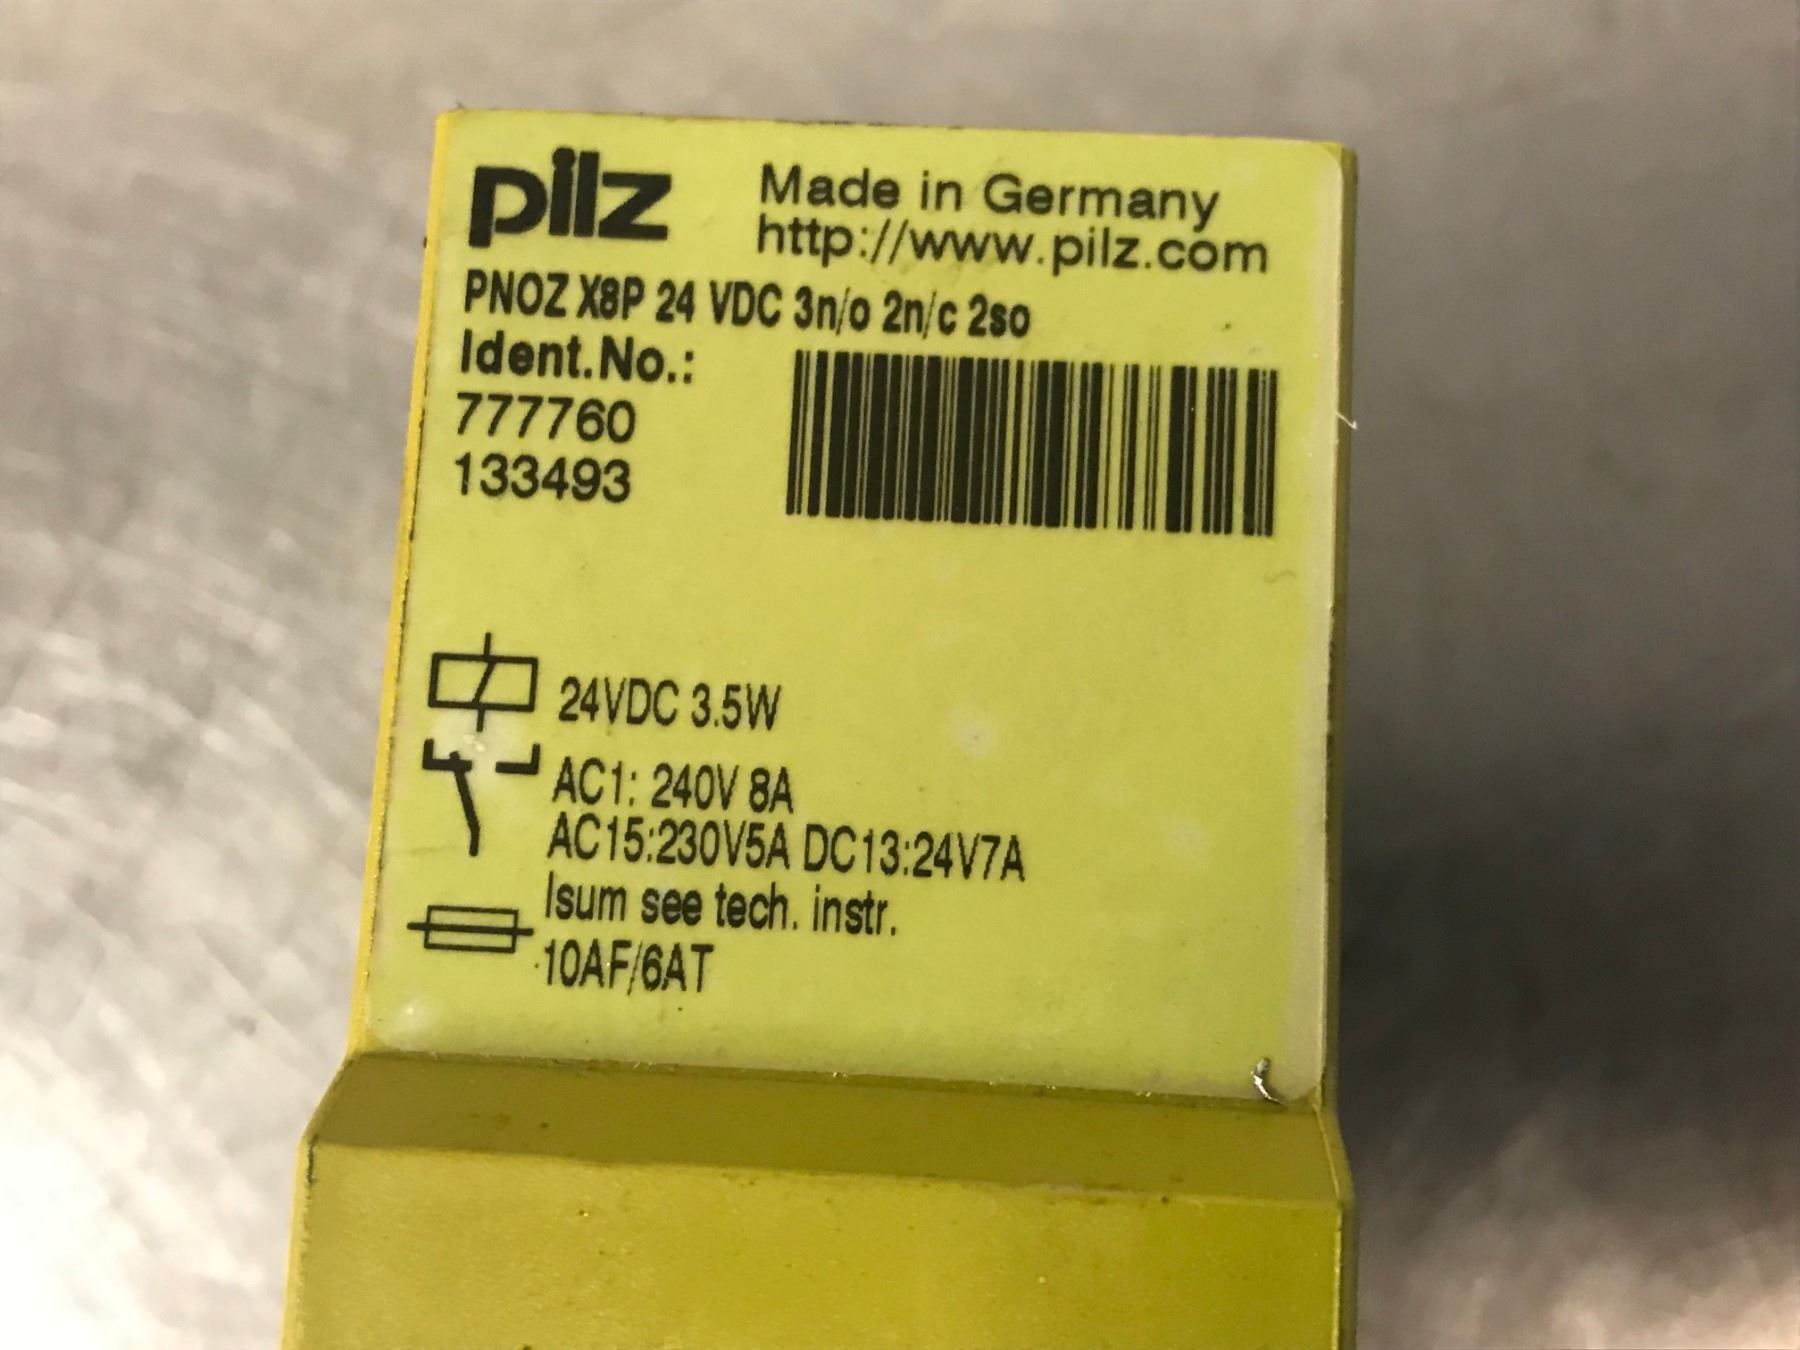 pilz
Made in Germany
http://www.pilz.com
PNOZ X8P 24 VDC 3n/o 2n/c 2so
Ident.No.:
777760
133493
24VDC 3.5W
AC1: 240V 8A
AC15:230V5A DC13:24V7A
Isum see tech. instr.
10AF/6AT